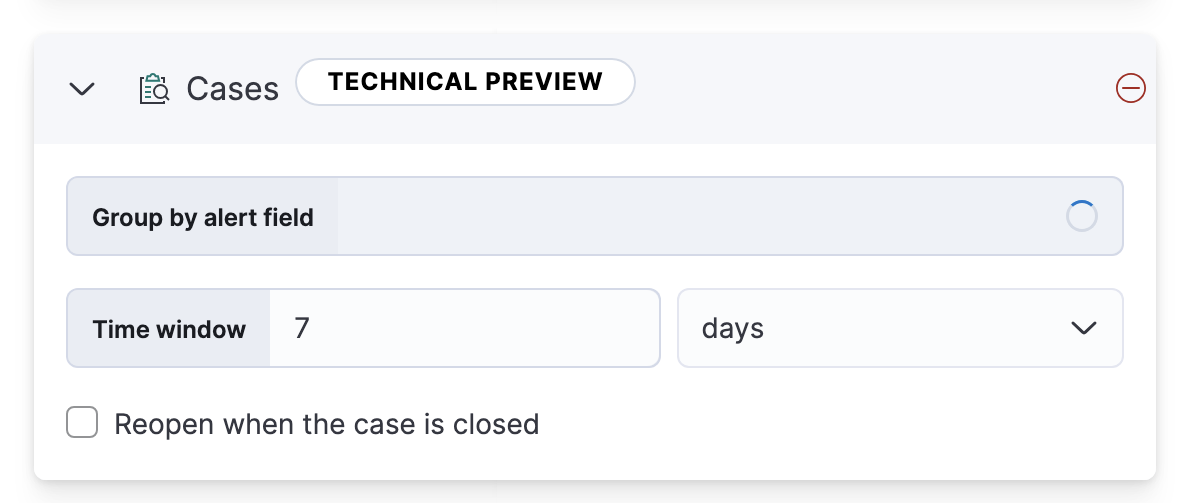 Cases TECHNICAL PREVIEW
Group by alert field
Time window 7 days
Reopen when the case is closed